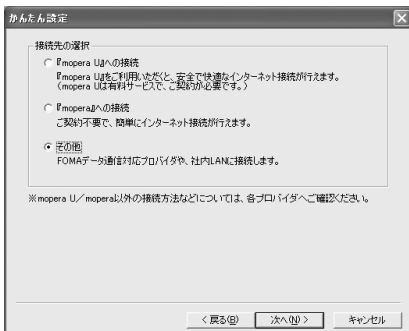 かんたん設定
接続先の選択
『mopera U』への接続
『mopera U』をご利用いただくと、安全で快適なインターネット接続が行えます。
（mopera Uは有料サービスで、ご契約が必要です。）
『mopera』への接続
ご契約不要で、簡単にインターネット接続が行えます。
その他
FOMAデータ通信対応プロバイダや、社内LANに接続します。
※mopera U／mopera以外の接続方法などについては、各プロバイダへご確認ください。
＜戻る(B)
次へ(N)＞
キャンセル